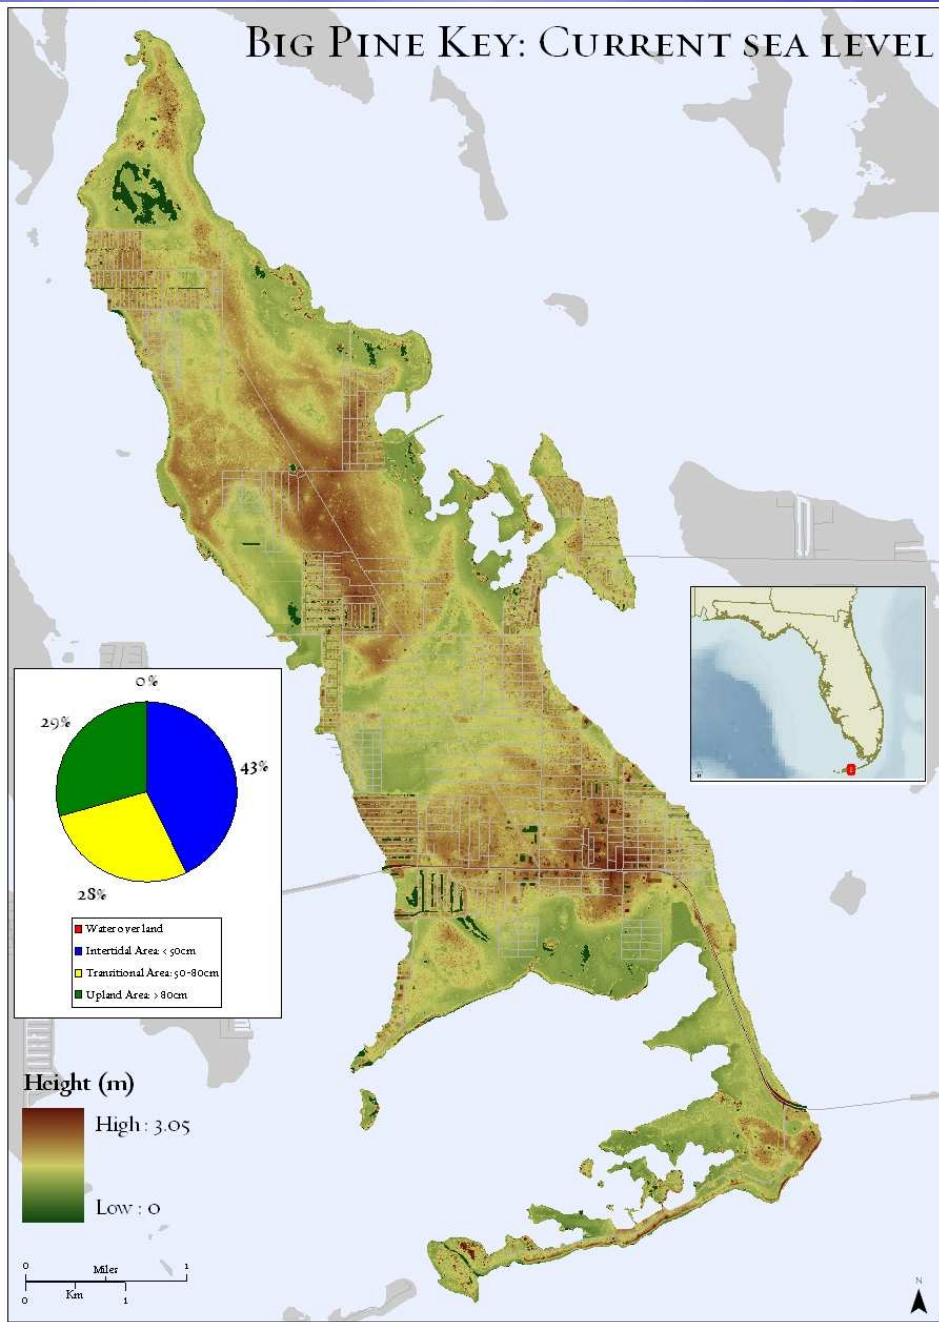 Big Pine Key: Current sea level
0%
29%
43%
28%
Water over land
Intertidal Area: < 50cm
Transitional Area: 50-80cm
Upland Area: > 80cm
Height (m)
High : 3.05
Low : 0
0 Miles 1
0 Km 1
N